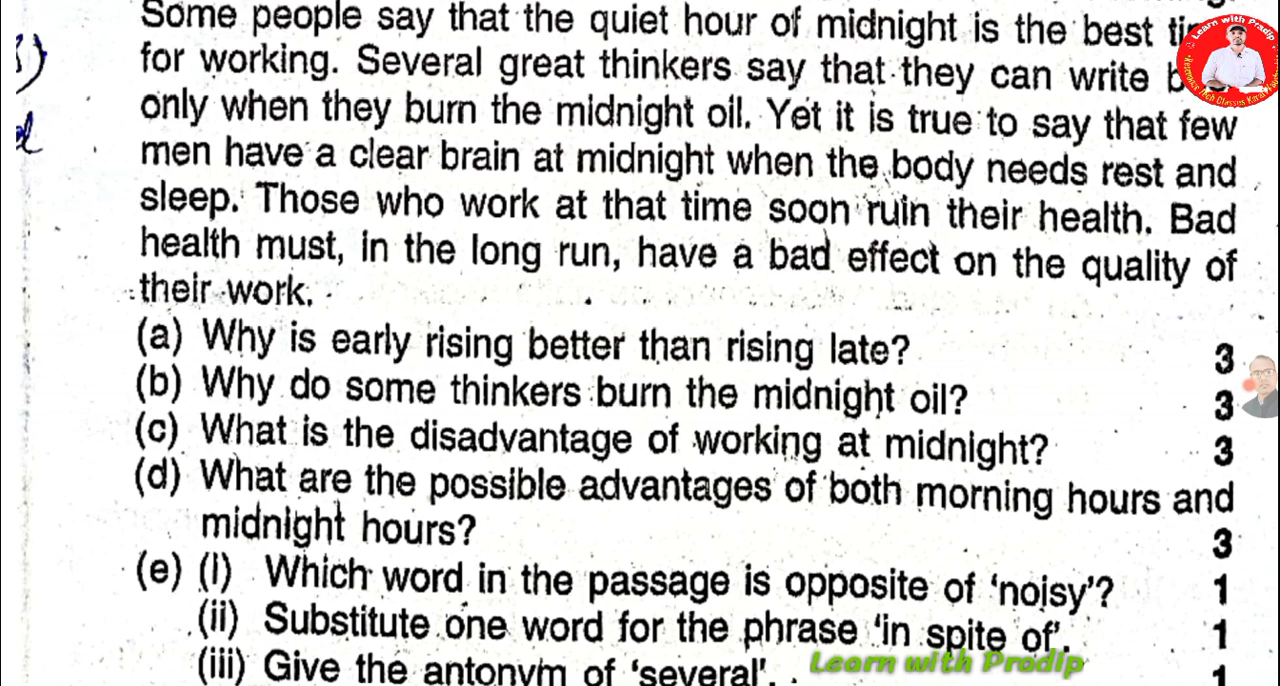 Some people say that the quiet hour of midnight is the best
for working. Several great thinkers say that they can write
only when they burn the midnight oil. Yet it is true to say that few
men have a clear brain at midnight when the body needs rest and
sleep. Those who work at that time soon ruin their health. Bad
health must, in the long run, have a bad effect on the quality of
their work.
(a) Why is early rising better than rising late? 3
(b) Why do some thinkers burn the midnight oil? 3
(c) What is the disadvantage of working at midnight? 3
(d) What are the possible advantages of both morning hours and
midnight hours? 3
(e) (i) Which word in the passage is opposite of 'noisy'? 1
(ii) Substitute one word for the phrase 'in spite of'. 1
(iii) Give the antonym of 'several'. 1
Learn with Pradip
Learn with Pradip